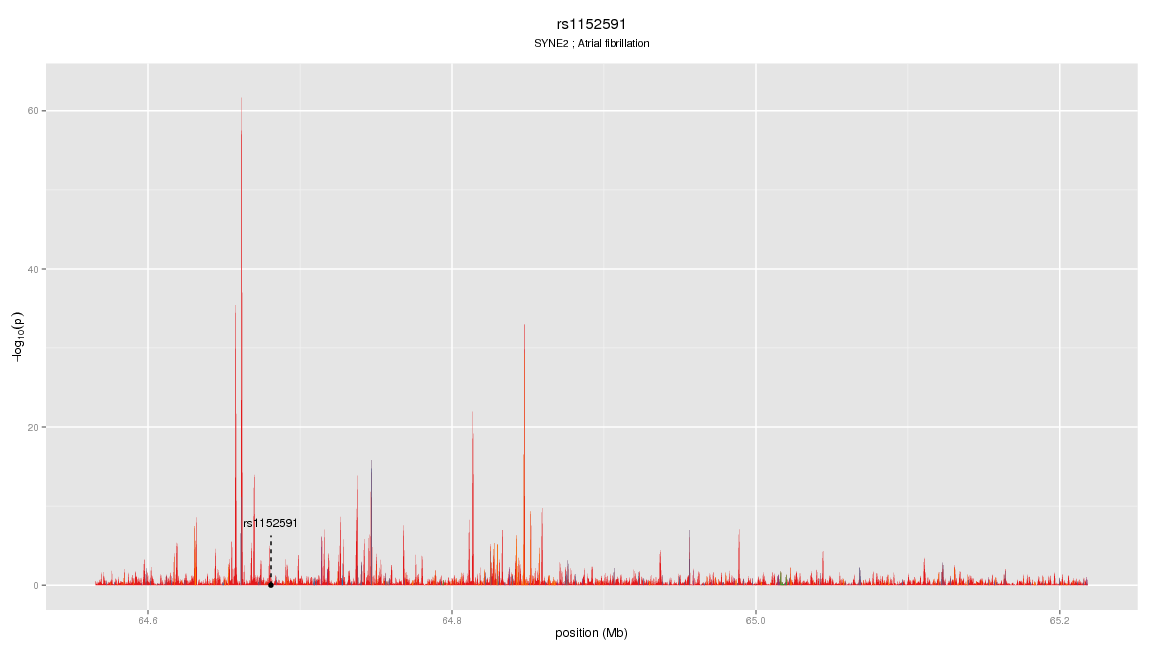 rs1152591
SYNE2 ; Atrial fibrillation
60
40
20
0
−log10(p)
rs1152591
64.6
64.8
65.0
65.2
position (Mb)